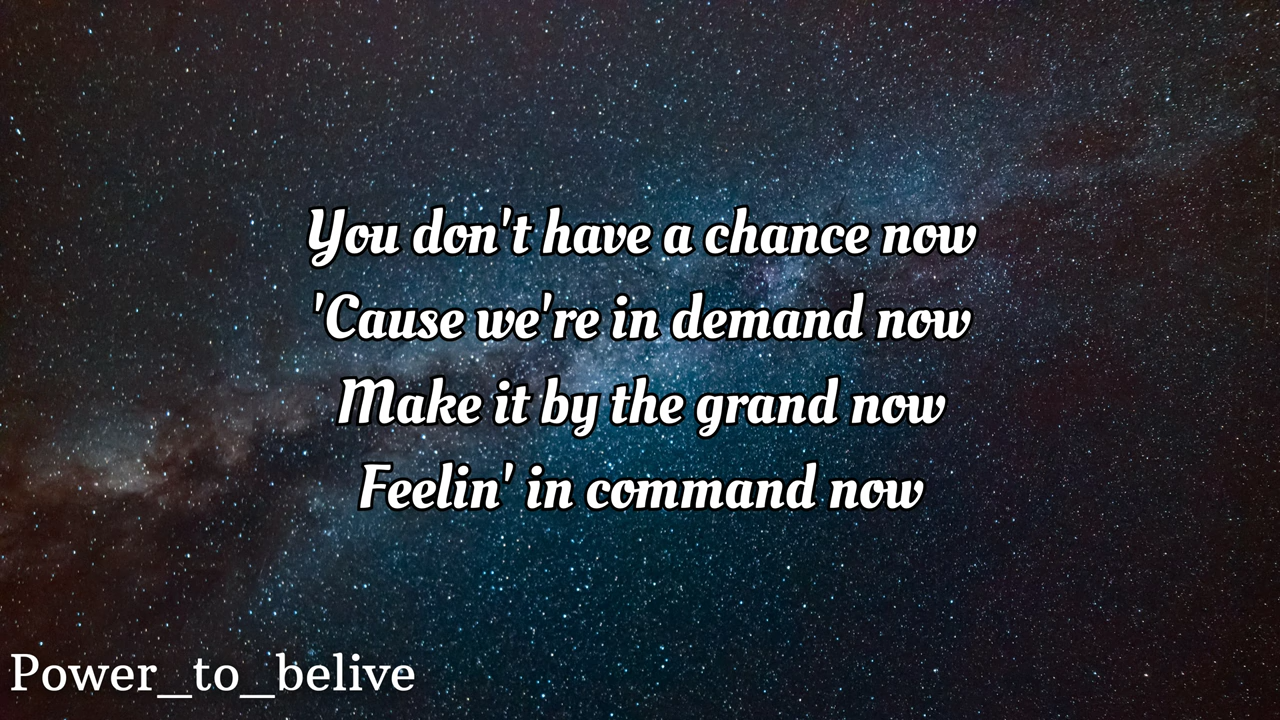 You don't have a chance now
'Cause we're in demand now
Make it by the grand now
Feelin' in command now
Power_to_belive